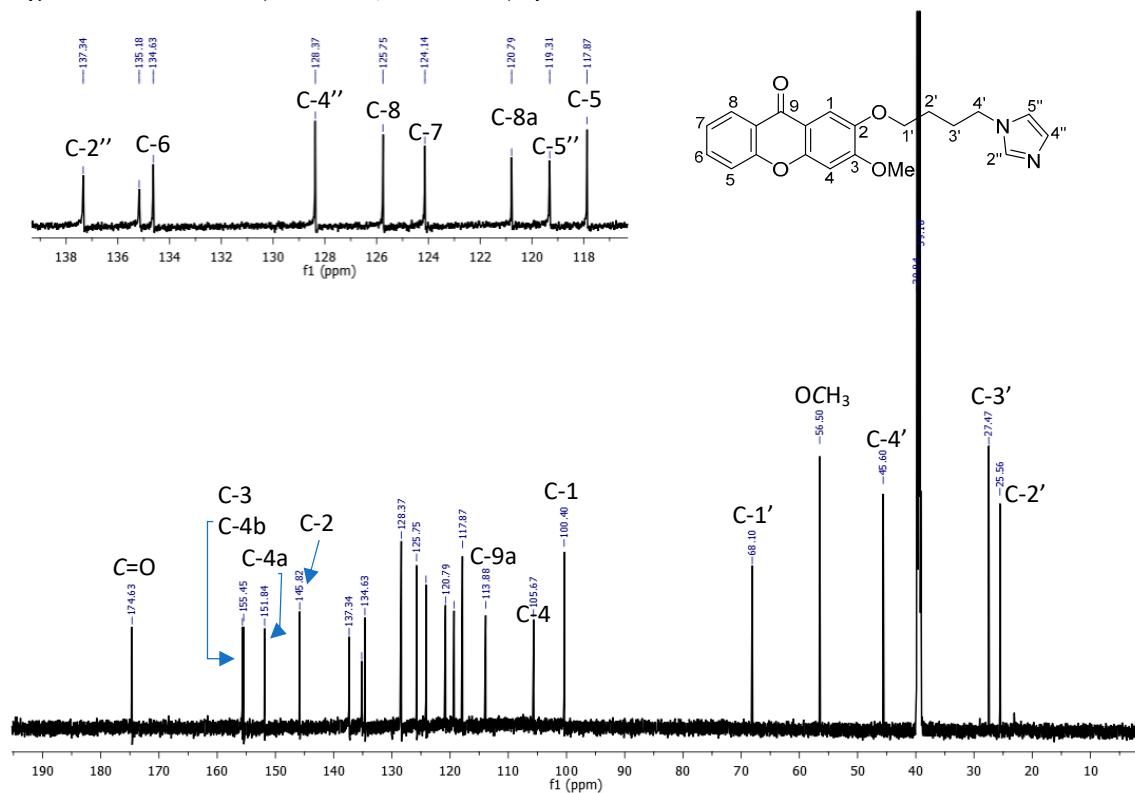 137.34
135.18
134.63
128.37
125.75
124.14
120.79
119.31
117.87
C-2’’
C-6
C-4’’
C-8
C-7
C-8a
C-5’’
C-5
138 136 134 132 130 128 126 124 122 120 118
f1 (ppm)
O
8 9 1
7 2 O 2' 4' 5''
1' 3' N 4''
6 O 3 2'' N
5 4 OMe
39.16
C-3
C-4b
C-4a
C-2
C=O
174.63
155.45
151.84
145.82
137.34
134.63
128.37
125.75
120.79
117.87
C-9a
113.88
C-4
105.67
C-1
100.40
C-1’
68.10
OCH3
56.50
C-4’
45.60
C-3’
27.47
25.56
C-2’
190 180 170 160 150 140 130 120 110 100 90 80 70 60 50 40 30 20 10
f1 (ppm)